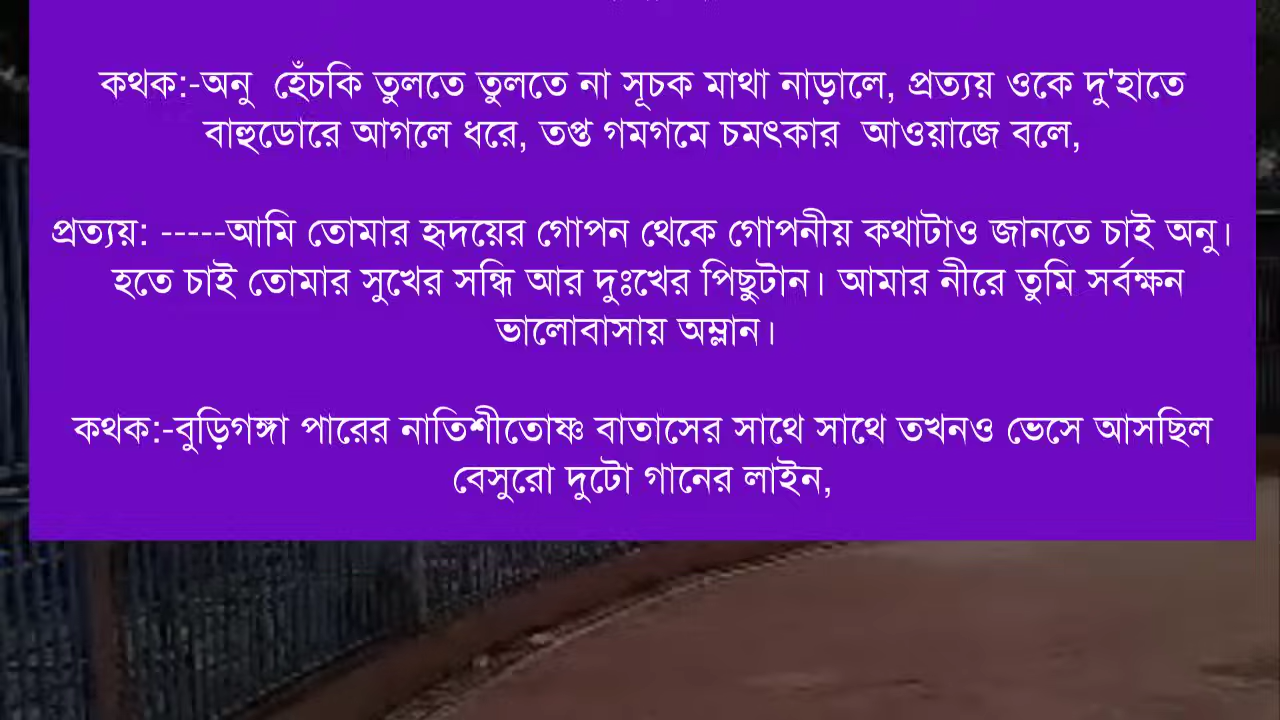 কথক:-অনু  হেঁচকি তুলতে তুলতে না সূচক মাথা নাড়ালে, প্রত্যয় ওকে দু'হাতে
বাহুডোরে আগলে ধরে, তপ্ত গমগমে চমৎকার  আওয়াজে বলে,
প্রত্যয়: -----আমি তোমার হৃদয়ের গোপন থেকে গোপনীয় কথাটাও জানতে চাই অনু।
হতে চাই তোমার সুখের সন্ধি আর দুঃখের পিছুটান। আমার নীরে তুমি সর্বক্ষন
ভালোবাসায় অম্লান।
কথক:-বুড়িগঙ্গা পারের নাতিশীতোষ্ণ বাতাসের সাথে সাথে তখনও ভেসে আসছিল
বেসুরো দুটো গানের লাইন,